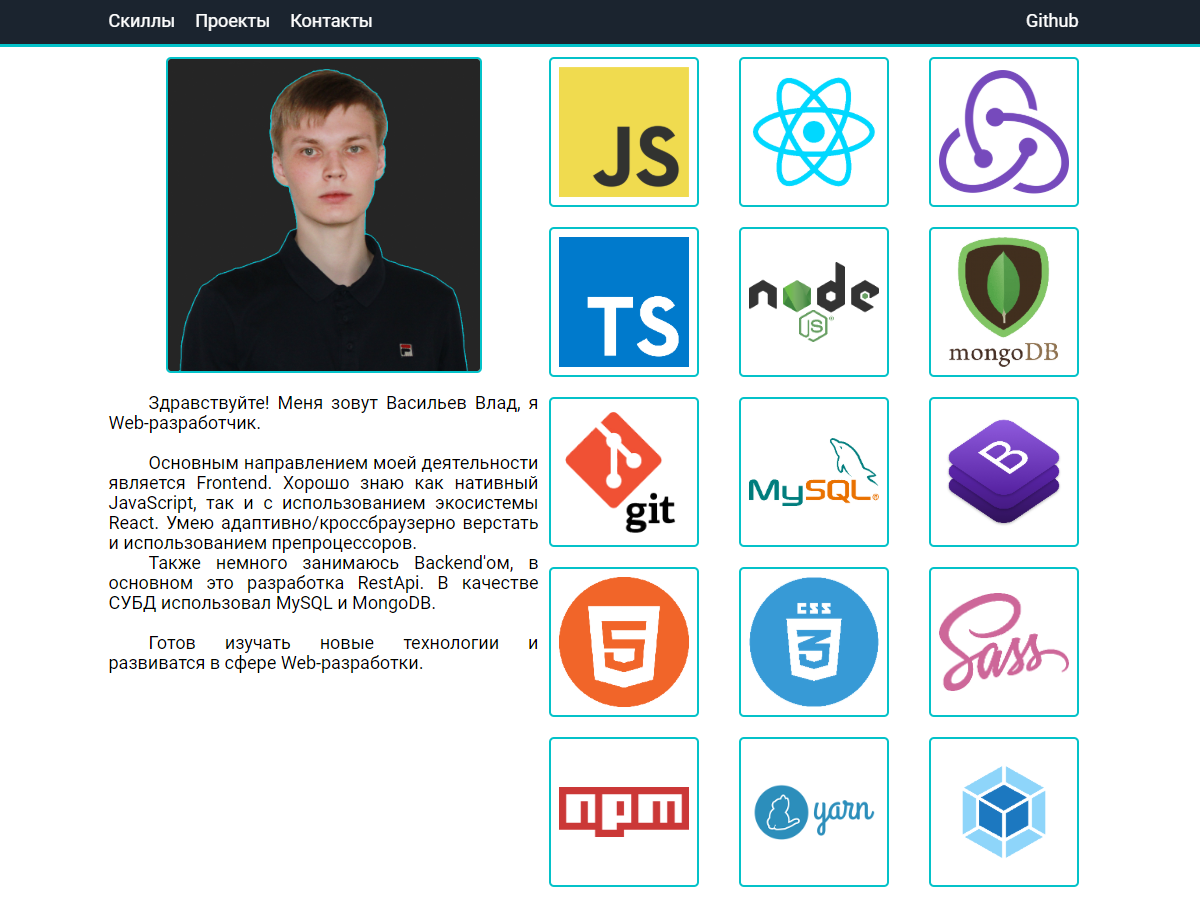 Скиллы Проекты Контакты Github
Здравствуйте! Меня зовут Васильев Влад, я
Web-разработчик.
Основным направлением моей деятельности
является Frontend. Хорошо знаю как нативный
JavaScript, так и с использованием экосистемы
React. Умею адаптивно/кроссбраузерно верстать
и использованием препроцессоров.
Также немного занимаюсь Backend'ом, в
основном это разработка RestApi. В качестве
СУБД использовал MySQL и MongoDB.
Готов изучать новые технологии и
развиватся в сфере Web-разработки.
JS
TS
node
JS
mongoDB
git
MySQL
B
5
CSS
3
Sass
npm
yarn